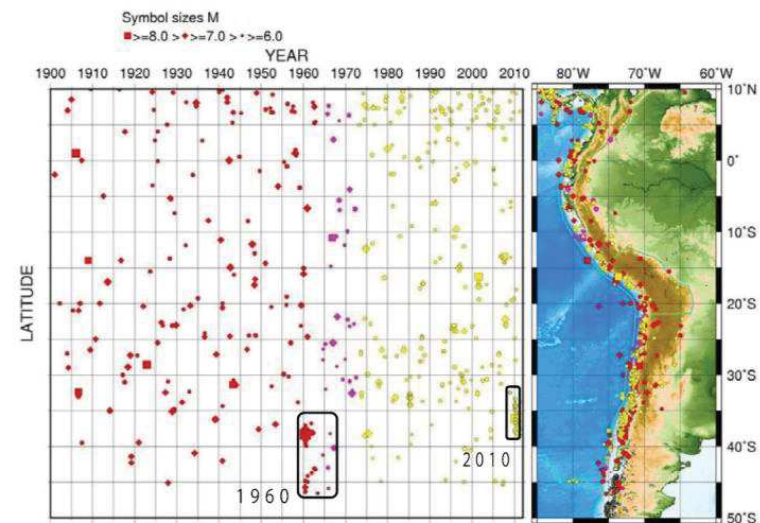 Symbol sizes M
>=8.0 > >=7.0 > • >=6.0
YEAR
1900 1910 1920 1930 1940 1950 1960 1970 1980 1990 2000 2010
80°W 70°W 60°W
10°N
0°
10°S
20°S
30°S
40°S
50°S
LATITUDE
1960
2010